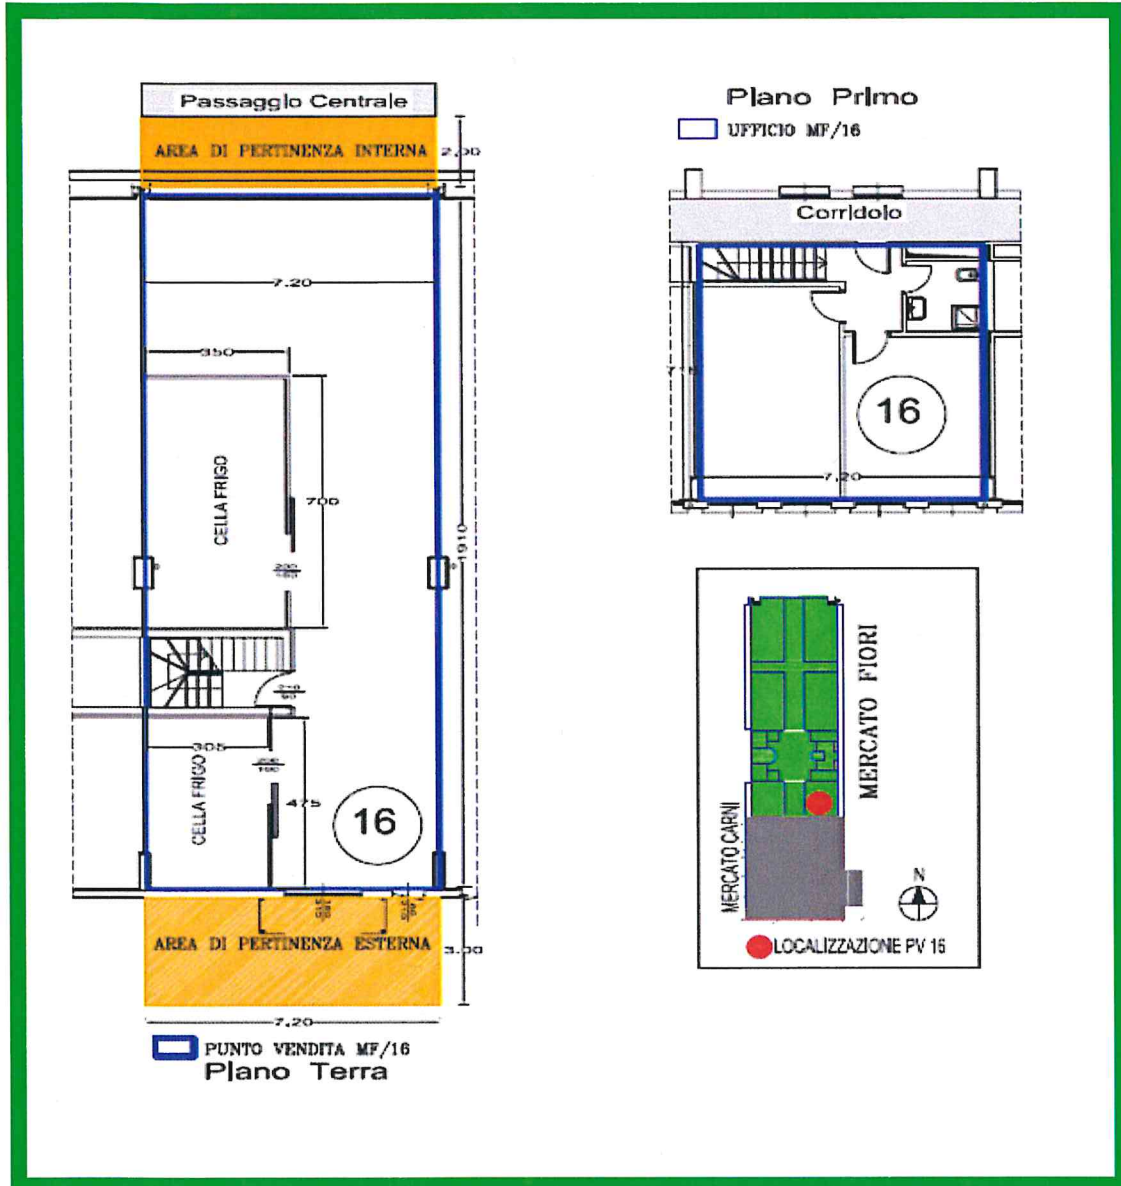 Passaggio Centrale
AREA DI PERTINENZA INTERNA
2.00
7.20
350
CELLA FRIGO
700
1910
305
CELLA FRIGO
475
16
AREA DI PERTINENZA ESTERNA
3.00
7.20
PUNTO VENDITA MF/16
Piano Terra
Piano Primo
UFFICIO MF/16
Corridoio
16
7.20
MERCATO FIORI
MERCATO CARNI
N
LOCALIZZAZIONE PV 16